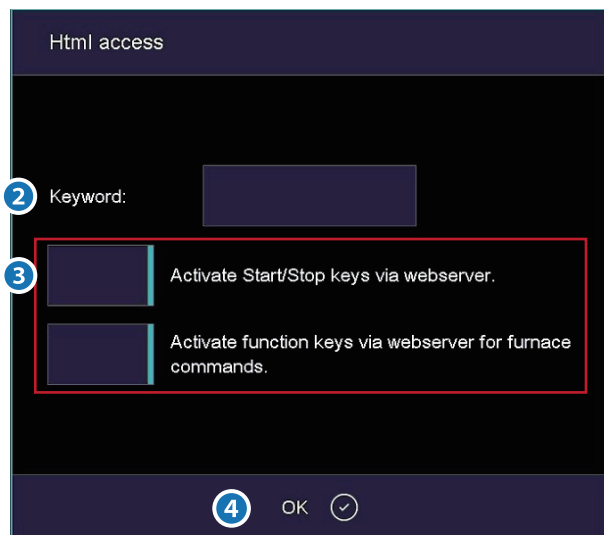 Html access
2 Keyword:
3 Activate Start/Stop keys via webserver.
Activate function keys via webserver for furnace
commands.
4 OK